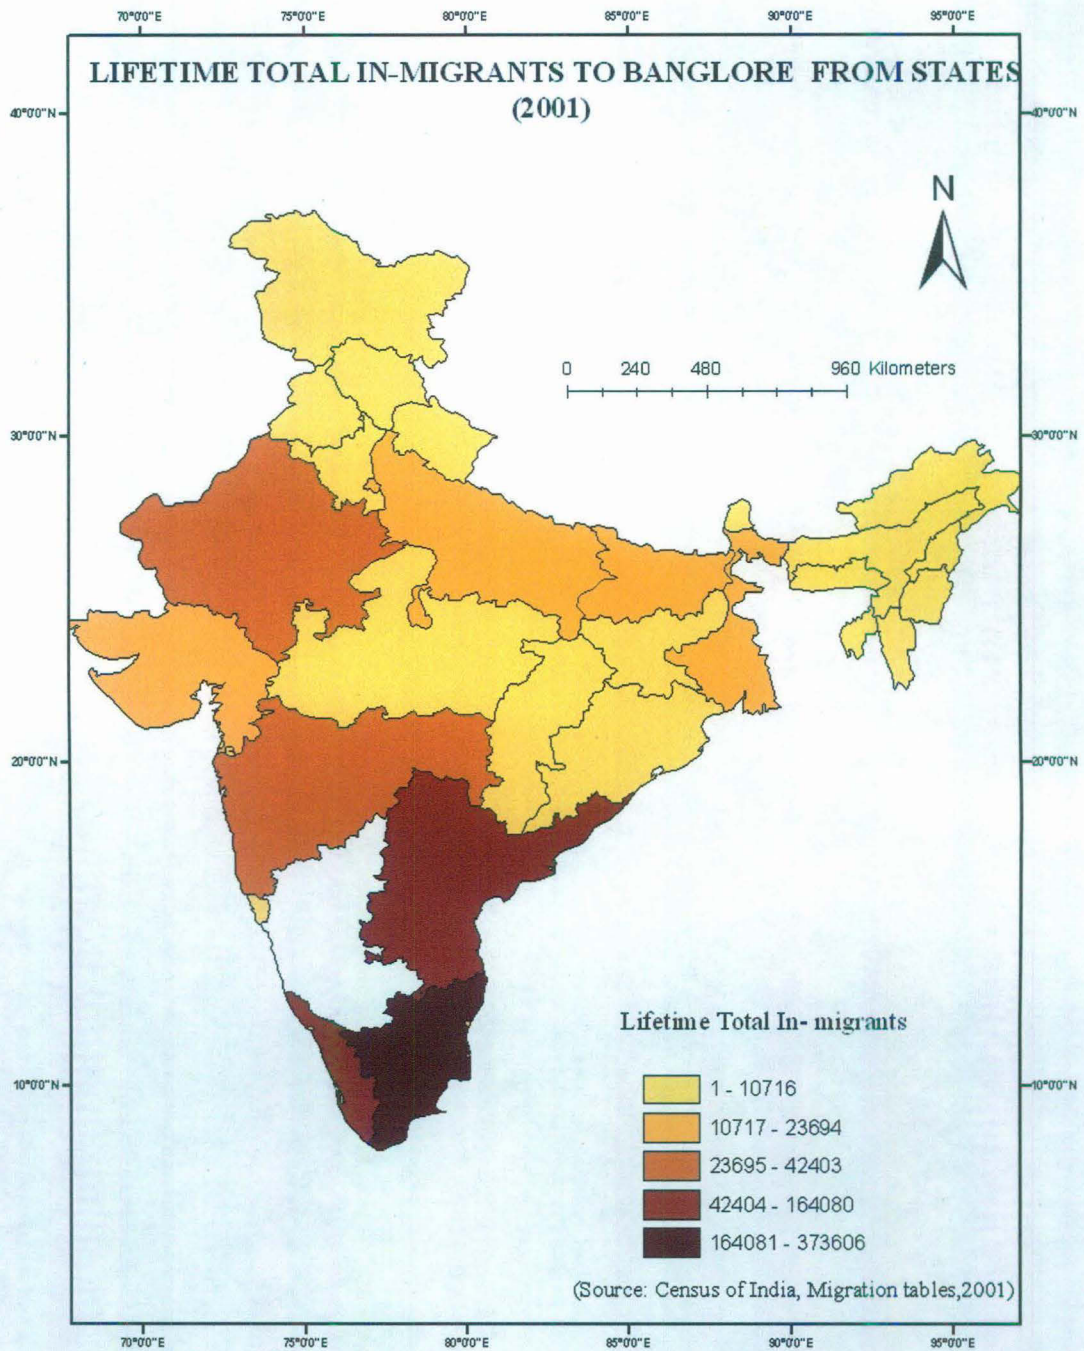 70°0'0"E 75°0'0"E 80°0'0"E 85°0'0"E 90°0'0"E 95°0'0"E
LIFETIME TOTAL IN-MIGRANTS TO BANGLORE FROM STATES
(2001)
40°0'0"N 40°0'0"N
N
0 240 480 960 Kilometers
30°0'0"N 30°0'0"N
20°0'0"N 20°0'0"N
Lifetime Total In- migrants
10°0'0"N 10°0'0"N
1 - 10716
10717 - 23694
23695 - 42403
42404 - 164080
164081 - 373606
(Source: Census of India, Migration tables,2001)
70°0'0"E 75°0'0"E 80°0'0"E 85°0'0"E 90°0'0"E 95°0'0"E